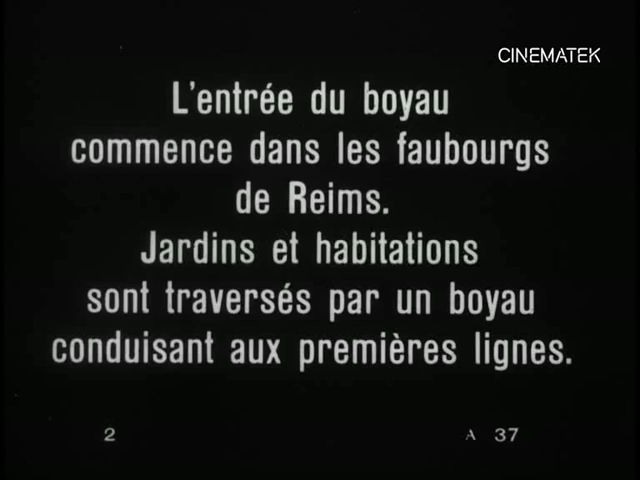 CINEMATEK
L'entrée du boyau
commence dans les faubourgs
de Reims.
Jardins et habitations
sont traversés par un boyau
conduisant aux premières lignes.
2 A 37